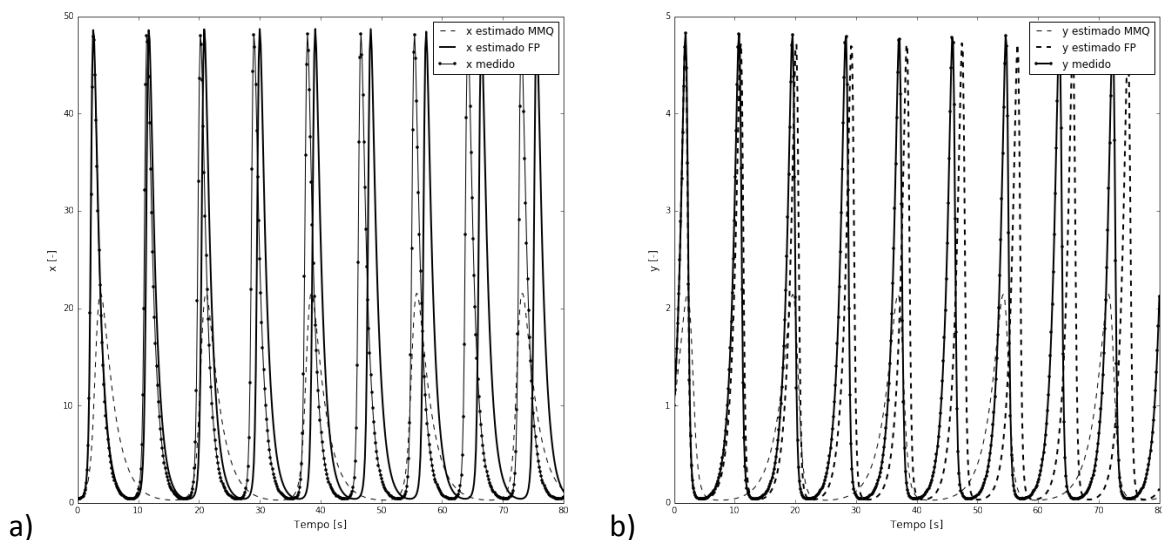 50
40
30
20
10
0
x [-]
0 10 20 30 40 50 60 70 80
Tempo [s]
x estimado MMQ
x estimado FP
x medido
a)
5
4
3
2
1
0
y [-]
0 10 20 30 40 50 60 70 80
Tempo [s]
y estimado MMQ
y estimado FP
y medido
b)